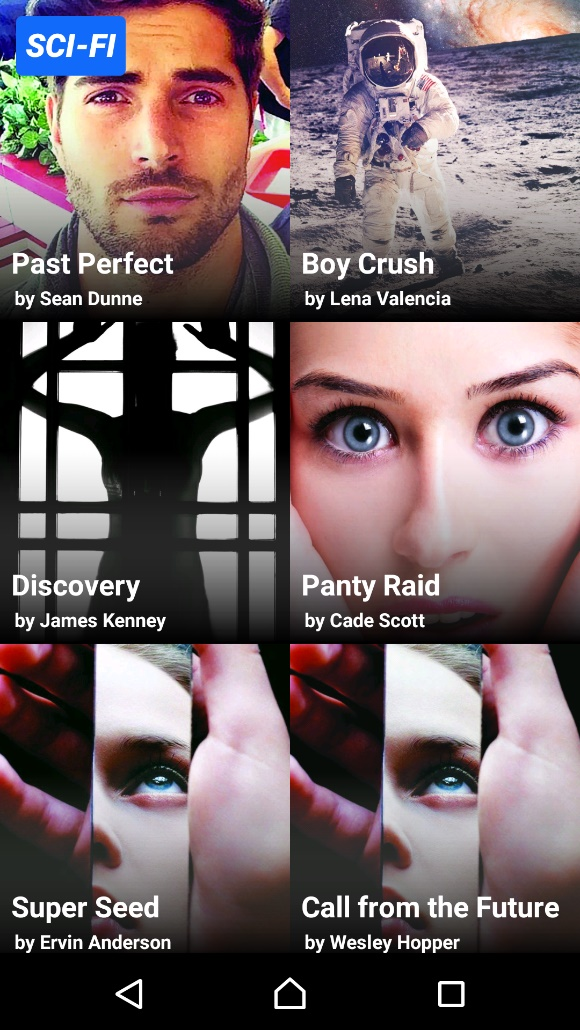 SCI-FI
Past Perfect
by Sean Dunne
Boy Crush
by Lena Valencia
Discovery
by James Kenney
Panty Raid
by Cade Scott
Super Seed
by Ervin Anderson
Call from the Future
by Wesley Hopper